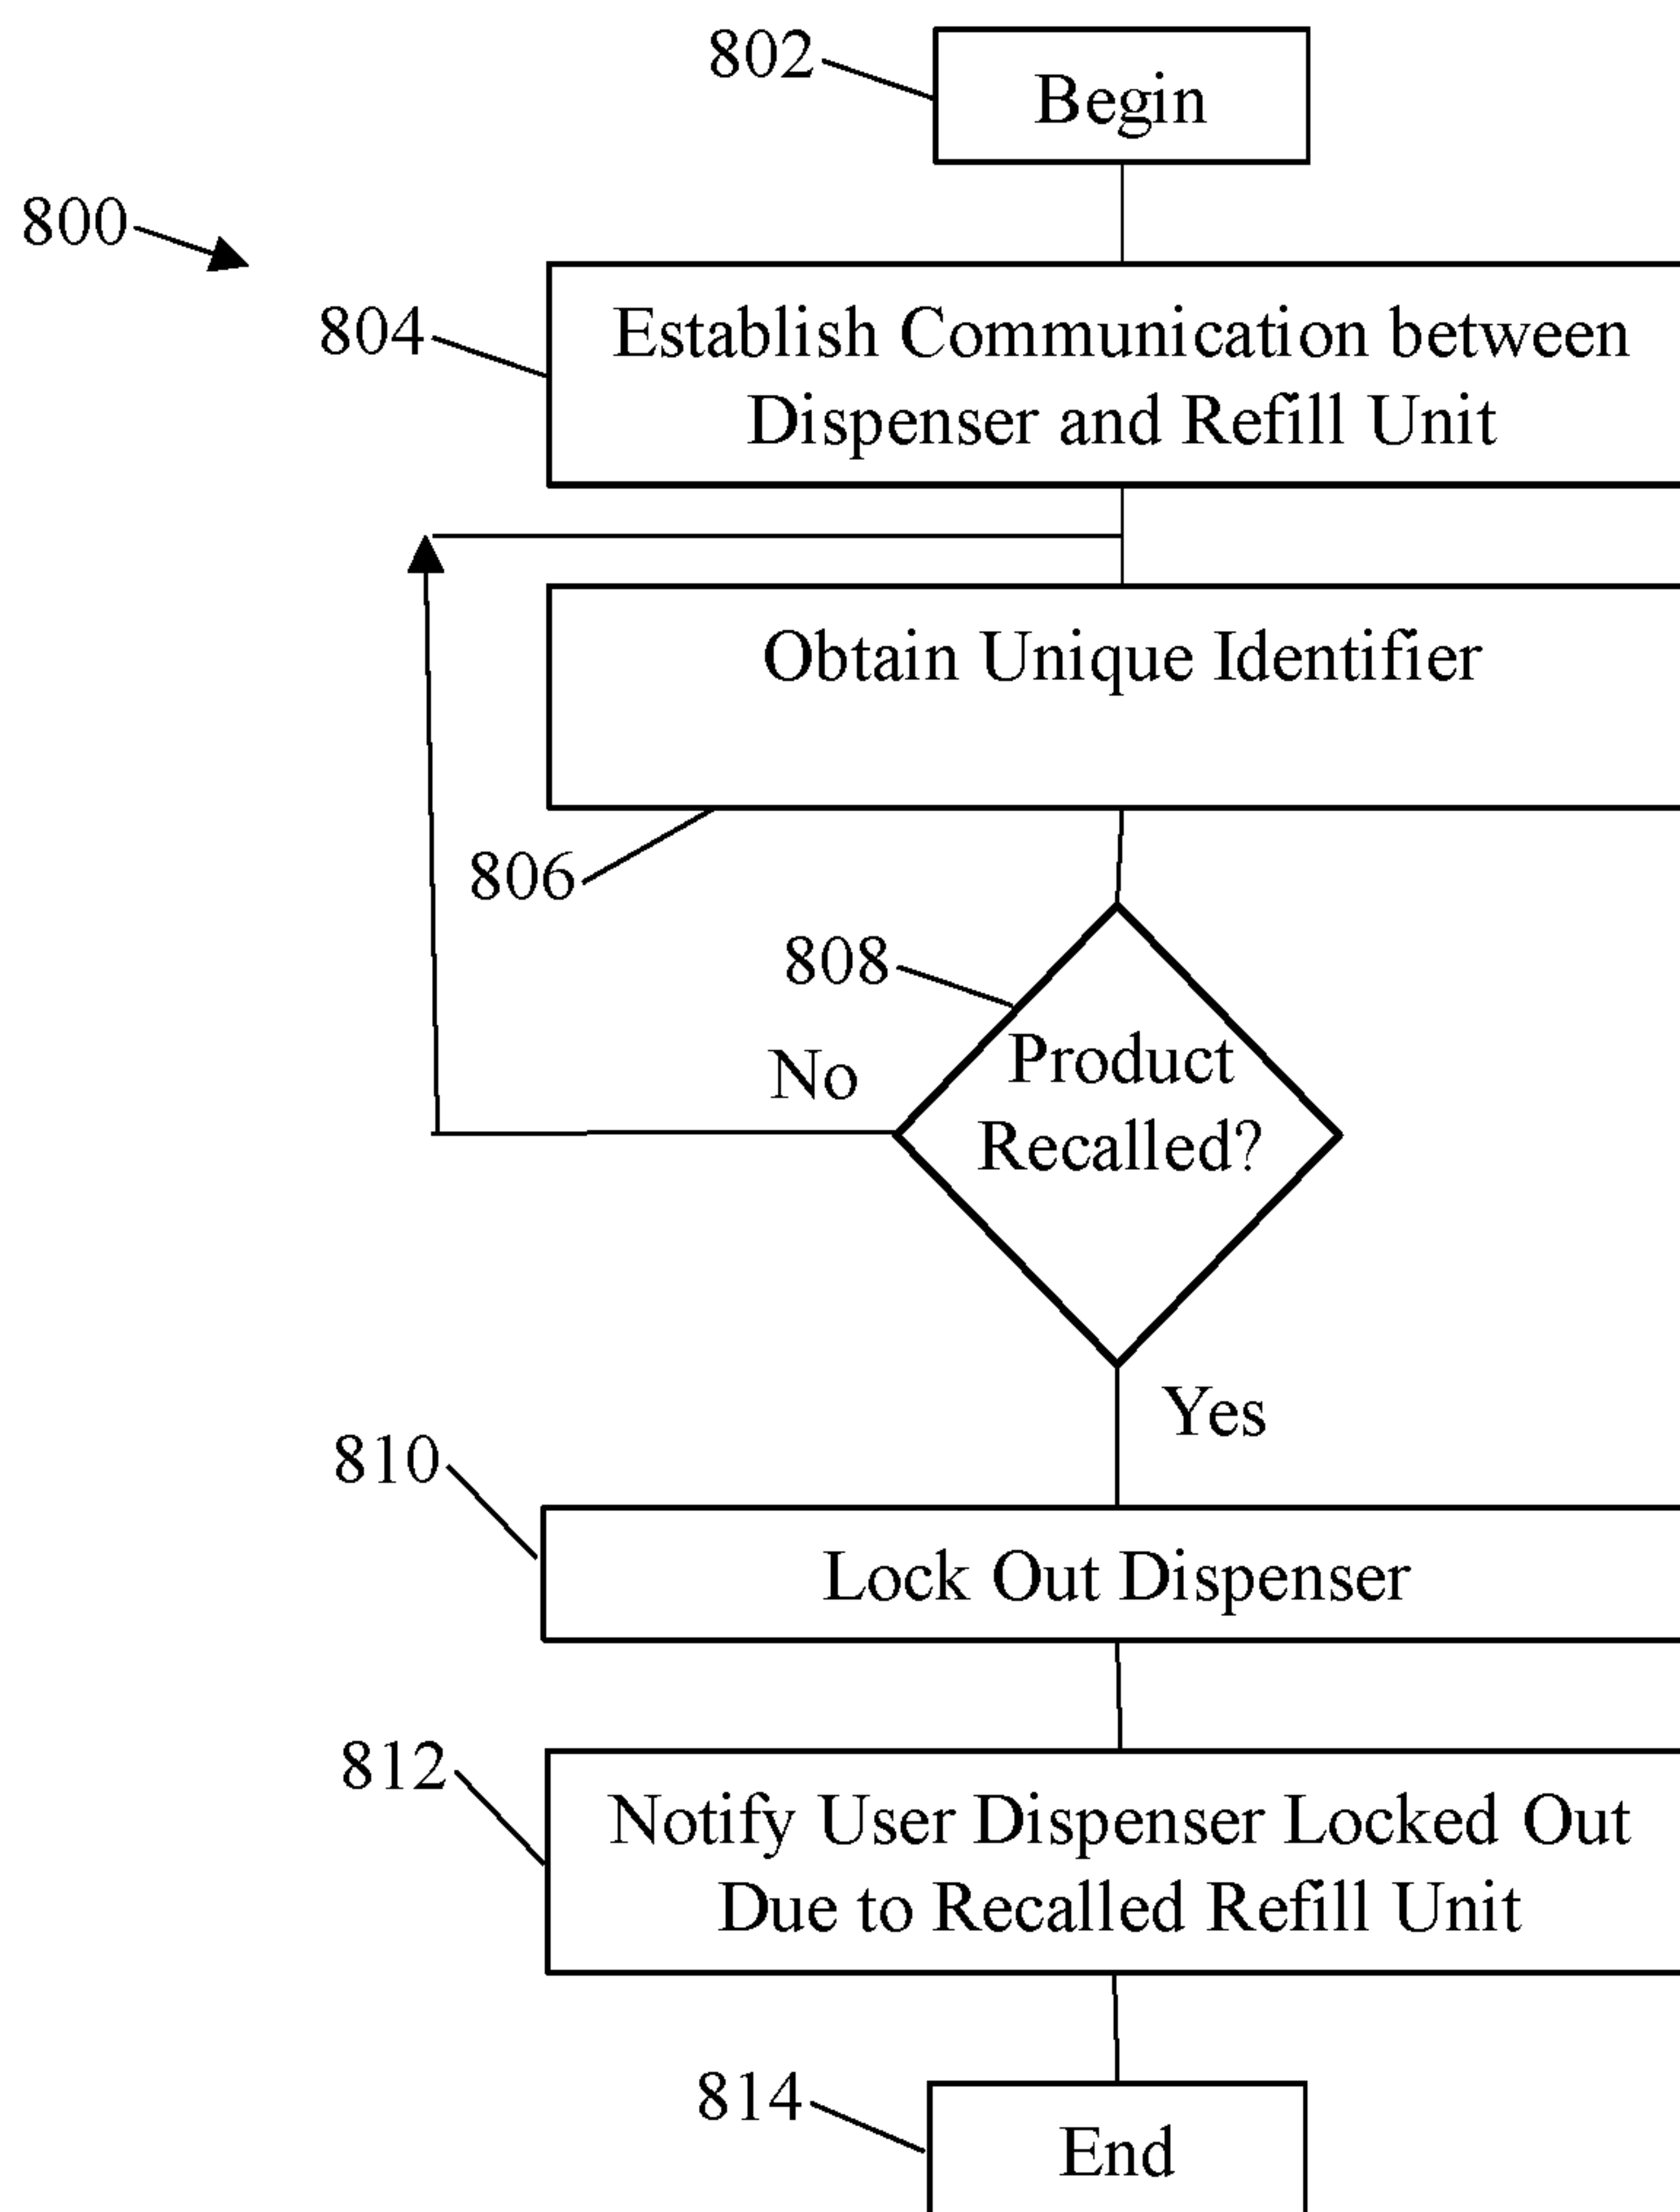 802
Begin
800
804
Establish Communication between
Dispenser and Refill Unit
Obtain Unique Identifier
806
808
Product
Recalled?
No
Yes
810
Lock Out Dispenser
812
Notify User Dispenser Locked Out
Due to Recalled Refill Unit
814
End